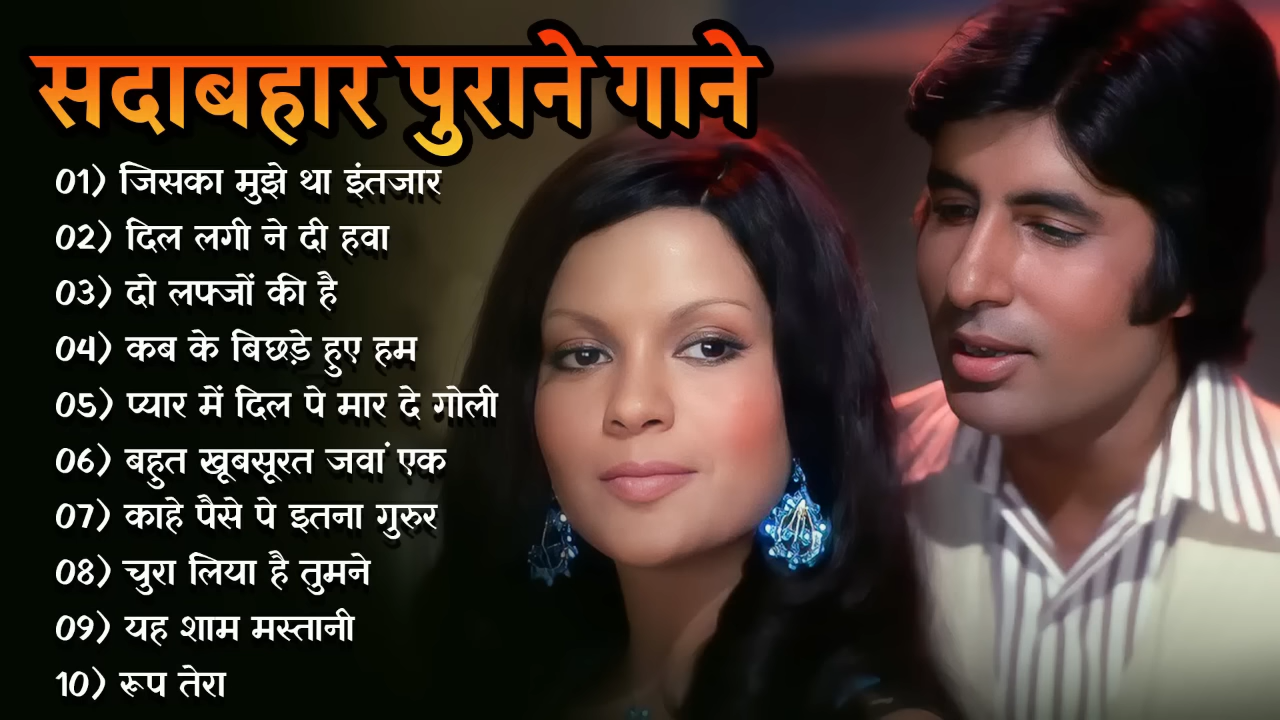 सदाबहार पुराने गाने
01) जिसका मुझे था इंतजार
02) दिल लगी ने दी हवा
03) दो लफ्जों की है
04) कब के बिछड़े हुए हम
05) प्यार में दिल पे मार दे गोली
06) बहुत खूबसूरत जवां एक
07) काहे पैसे पे इतना गुरुर
08) चुरा लिया है तुमने
09) यह शाम मस्तानी
10) रूप तेरा